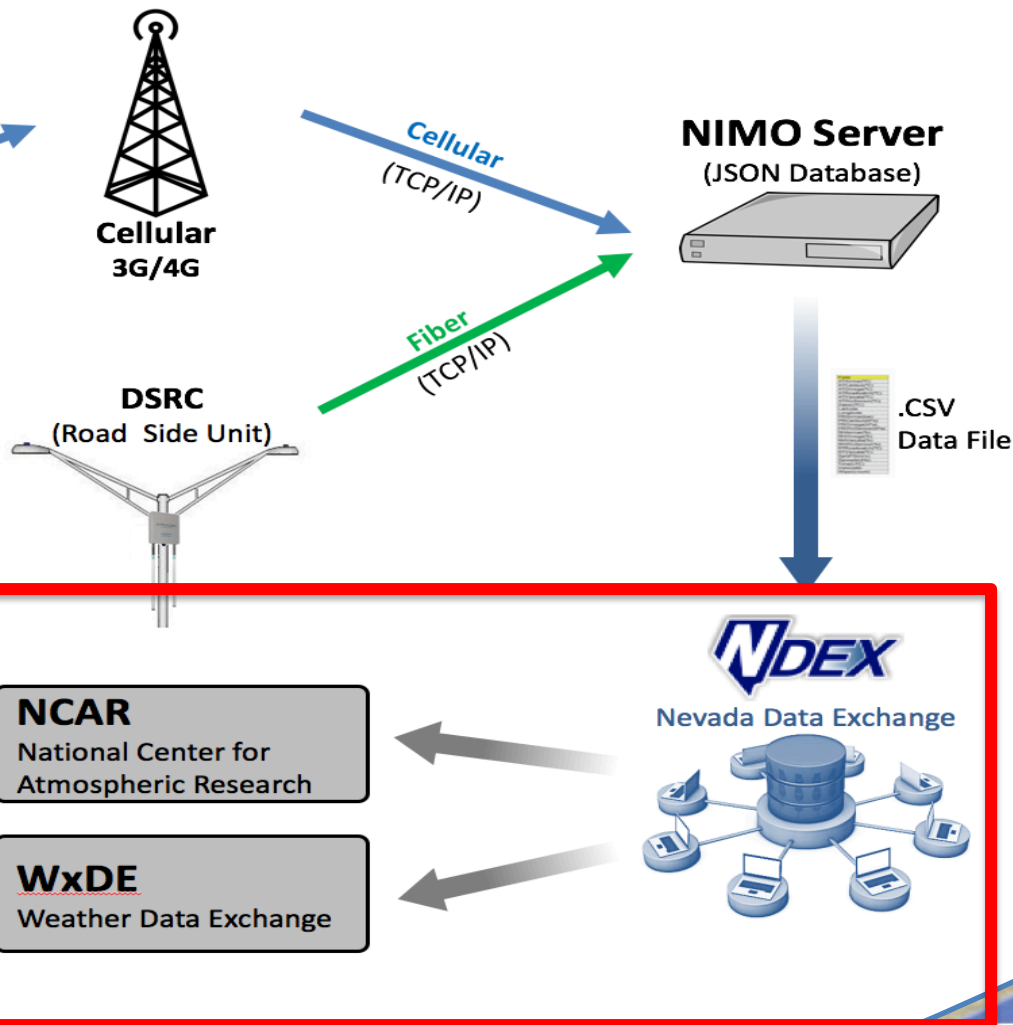 Cellular
3G/4G
Cellular
(TCP/IP)
NIMO Server
(JSON Database)
Fiber
(TCP/IP)
DSRC
(Road Side Unit)
.CSV
Data File
NDEX
Nevada Data Exchange
NCAR
National Center for
Atmospheric Research
WxDE
Weather Data Exchange